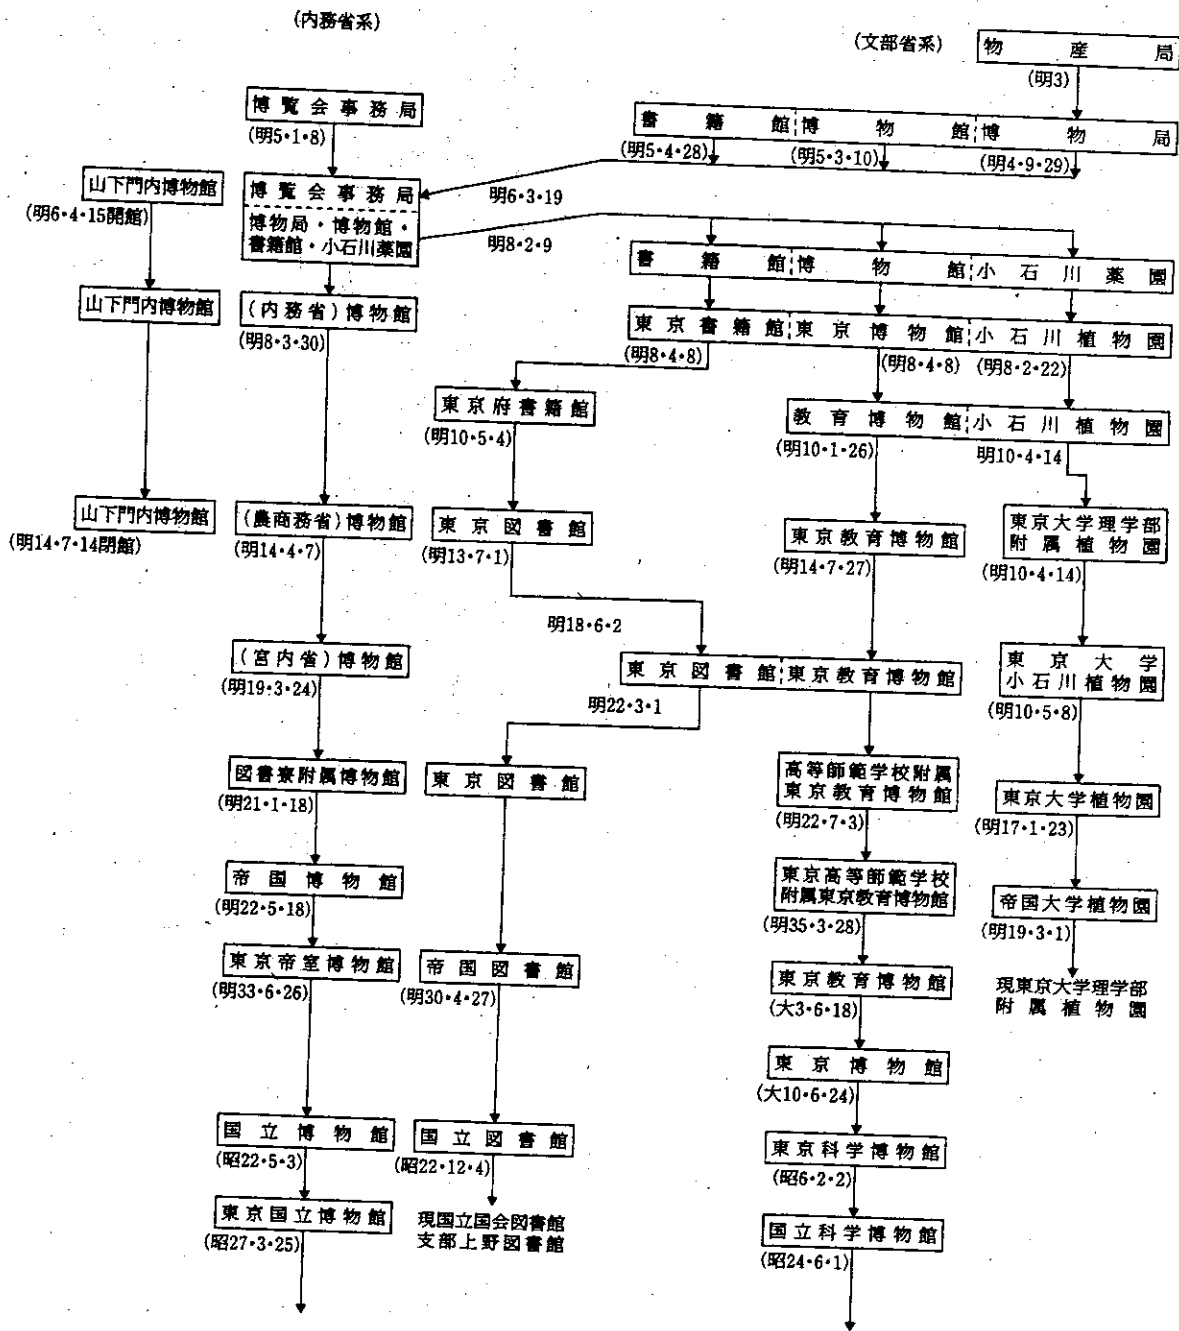 (内務省系)
(文部省系)
物産局
(明3)
博覧会事務局
(明5・1・8)
書籍館 博物館 博物局
(明5・4・28) (明5・3・10) (明4・9・29)
山下門内博物館
(明6・4・15開館)
博覧会事務局
博物局・博物館・
書籍館・小石川薬園
明6・3・19
明8・2・9
書籍館 博物館 小石川薬園
山下門内博物館
(内務省)博物館
(明8・3・30)
東京書籍館 東京博物館 小石川植物園
(明8・4・8) (明8・4・8) (明8・2・22)
東京府書籍館
(明10・5・4)
教育博物館 小石川植物園
(明10・1・26) 明10・4・14
山下門内博物館
(明14・7・14閉館)
(農商務省)博物館
(明14・4・7)
東京図書館
(明13・7・1)
東京教育博物館
(明14・7・27)
東京大学理学部
附属植物園
(明10・4・14)
明18・6・2
(宮内省)博物館
(明19・3・24)
東京図書館 東京教育博物館
明22・3・1
東京大学
小石川植物園
(明10・5・8)
図書寮附属博物館
(明21・1・18)
東京図書館
高等師範学校附属
東京教育博物館
(明22・7・3)
東京大学植物園
(明17・1・23)
帝国博物館
(明22・5・18)
東京高等師範学校
附属東京教育博物館
(明35・3・28)
帝国大学植物園
(明19・3・1)
東京帝室博物館
(明33・6・26)
帝国図書館
(明30・4・27)
東京教育博物館
(大3・6・18)
現東京大学理学部
附属植物園
東京博物館
(大10・6・24)
国立博物館
(昭22・5・3)
国立図書館
(昭22・12・4)
東京科学博物館
(昭6・2・2)
東京国立博物館
(昭27・3・25)
現国立国会図書館
支部上野図書館
国立科学博物館
(昭24・6・1)